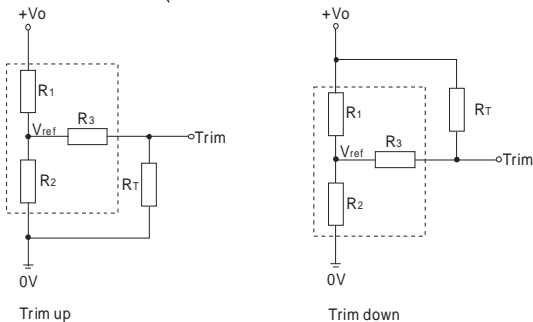 +Vo
R1
Vref
R3
Trim
R2
RT
0V
Trim up
+Vo
R1
RT
Vref
R3
Trim
R2
0V
Trim down